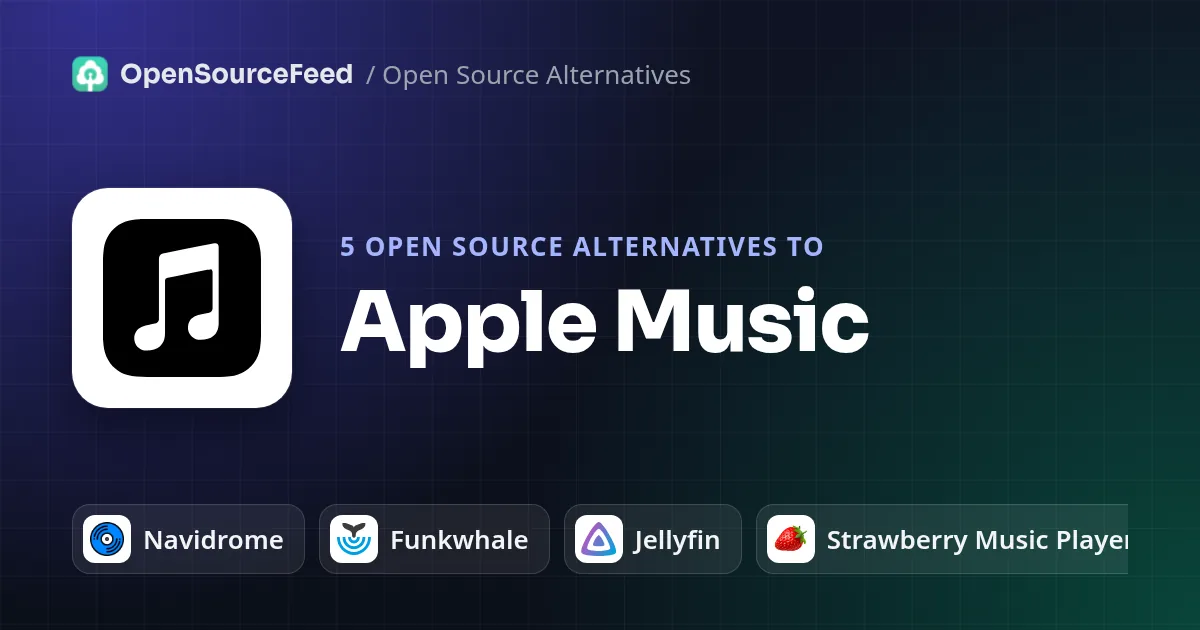 OpenSourceFeed / Open Source Alternatives
5 OPEN SOURCE ALTERNATIVES TO
Apple Music
Navidrome Funkwhale Jellyfin Strawberry Music Player